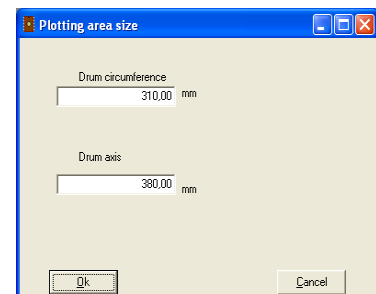 Plotting area size
Drum circumference
310,00 mm
Drum axis
380,00 mm
Ok Cancel